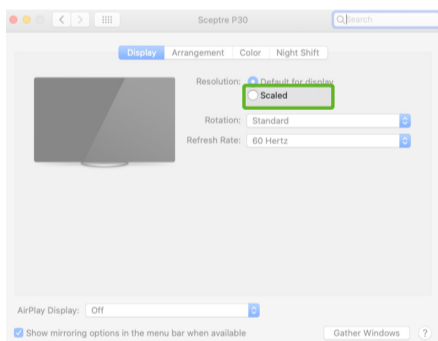 Sceptre P30
Search
Display Arrangement Color Night Shift
Resolution: Default for display
Scaled
Rotation: Standard
Refresh Rate: 60 Hertz
AirPlay Display: Off
Show mirroring options in the menu bar when available
Gather Windows ?